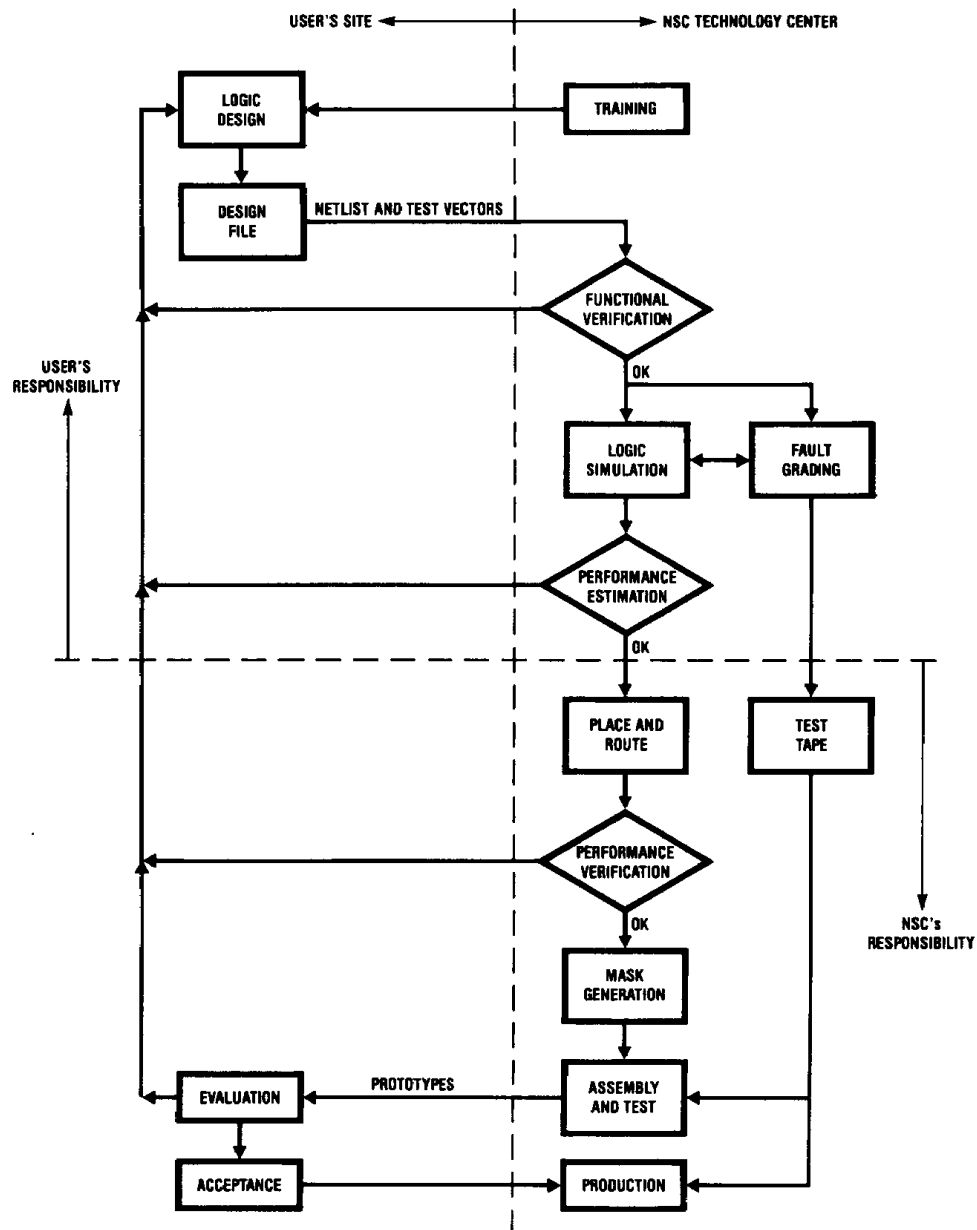 USER'S SITE
NSC TECHNOLOGY CENTER
LOGIC
DESIGN
TRAINING
DESIGN
FILE
NETLIST AND TEST VECTORS
FUNCTIONAL
VERIFICATION
USER'S
RESPONSIBILITY
OK
LOGIC
SIMULATION
FAULT
GRADING
PERFORMANCE
ESTIMATION
OK
PLACE AND
ROUTE
TEST
TAPE
PERFORMANCE
VERIFICATION
OK
NSC's
RESPONSIBILITY
MASK
GENERATION
EVALUATION
PROTOTYPES
ASSEMBLY
AND TEST
ACCEPTANCE
PRODUCTION